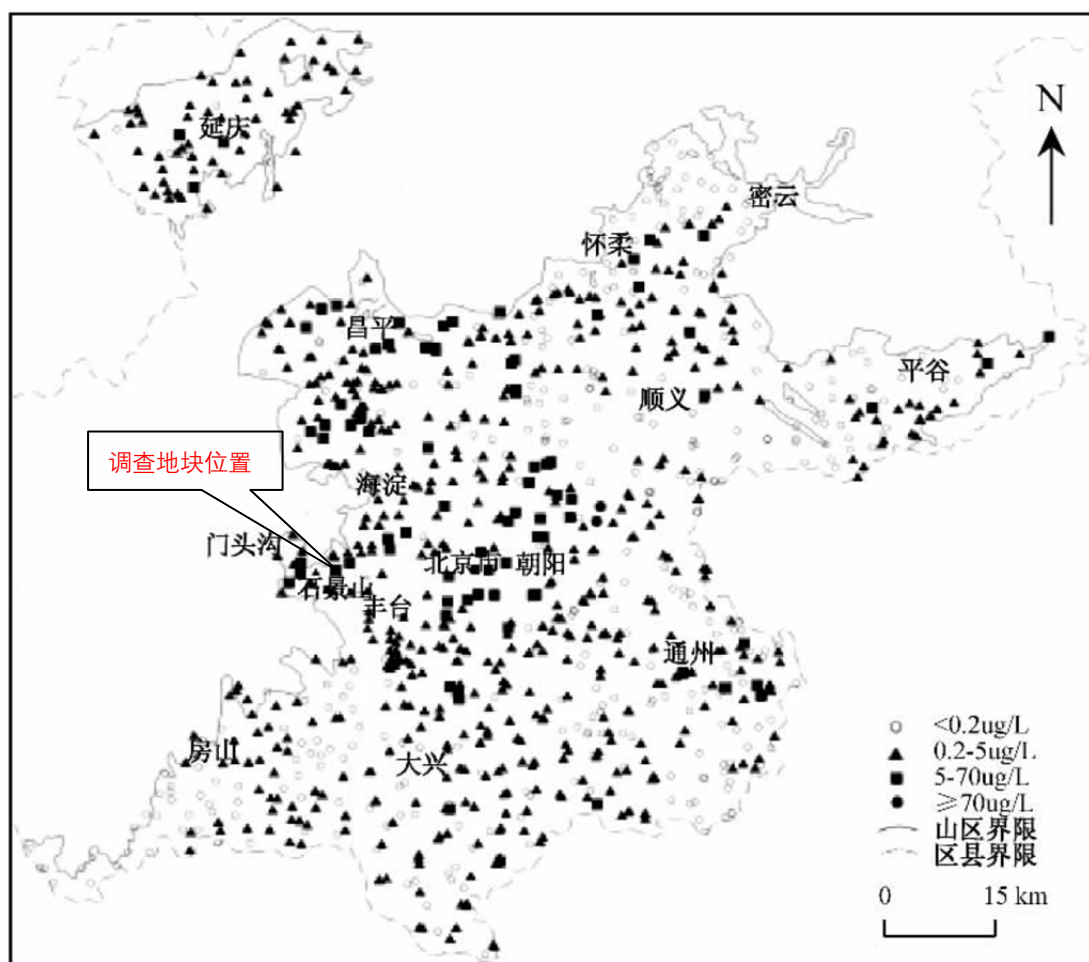 N
延庆
密云
怀柔
昌平
平谷
顺义
调查地块位置
海淀
门头沟
北京市
朝阳
石景山
丰台
通州
房山
大兴
<0.2ug/L
0.2-5ug/L
5-70ug/L
≥70ug/L
山区界限
区县界限
0 15 km